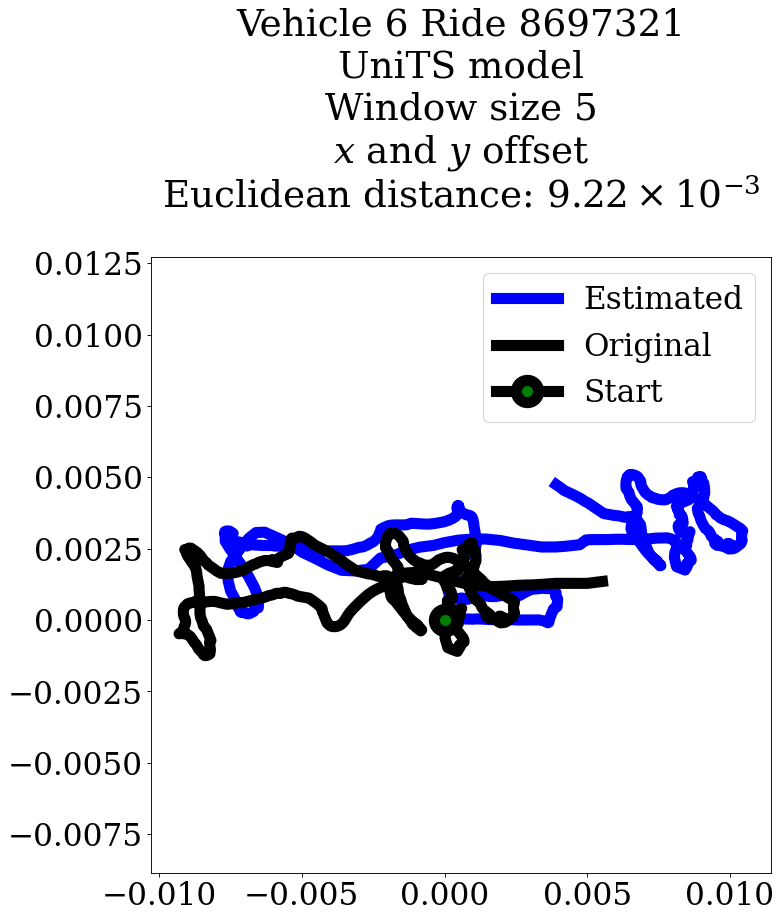 Vehicle 6 Ride 8697321
UniTS model
Window size 5
x and y offset
Euclidean distance: 9.22 × 10⁻³
Estimated
Original
Start
0.0125
0.0100
0.0075
0.0050
0.0025
0.0000
−0.0025
−0.0050
−0.0075
−0.010 −0.005 0.000 0.005 0.010